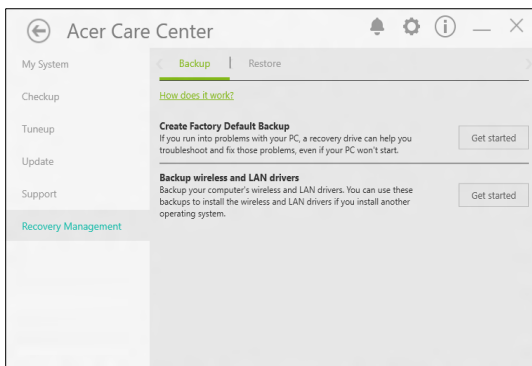 Acer Care Center
My System
Checkup
Tuneup
Update
Support
Recovery Management
Backup
Restore
How does it work?
Create Factory Default Backup
If you run into problems with your PC, a recovery drive can help you
troubleshoot and fix those problems, even if your PC won't start.
Get started
Backup wireless and LAN drivers
Backup your computer's wireless and LAN drivers. You can use these
backups to install the wireless and LAN drivers if you install another
operating system.
Get started